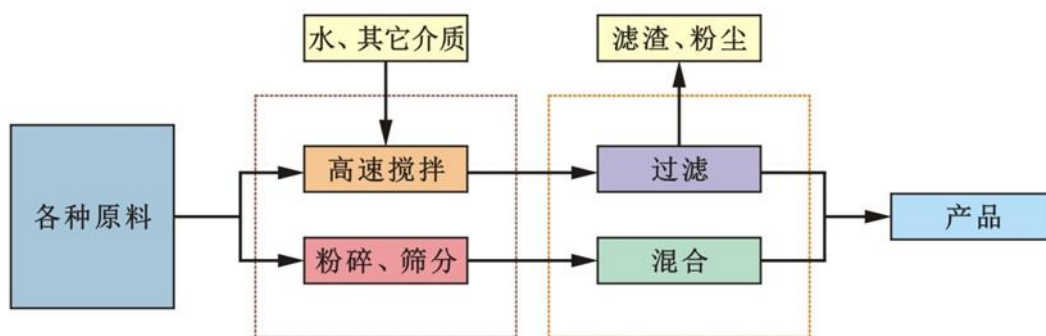 水、其它介质
滤渣、粉尘
各种原料
高速搅拌
过滤
产品
粉碎、筛分
混合